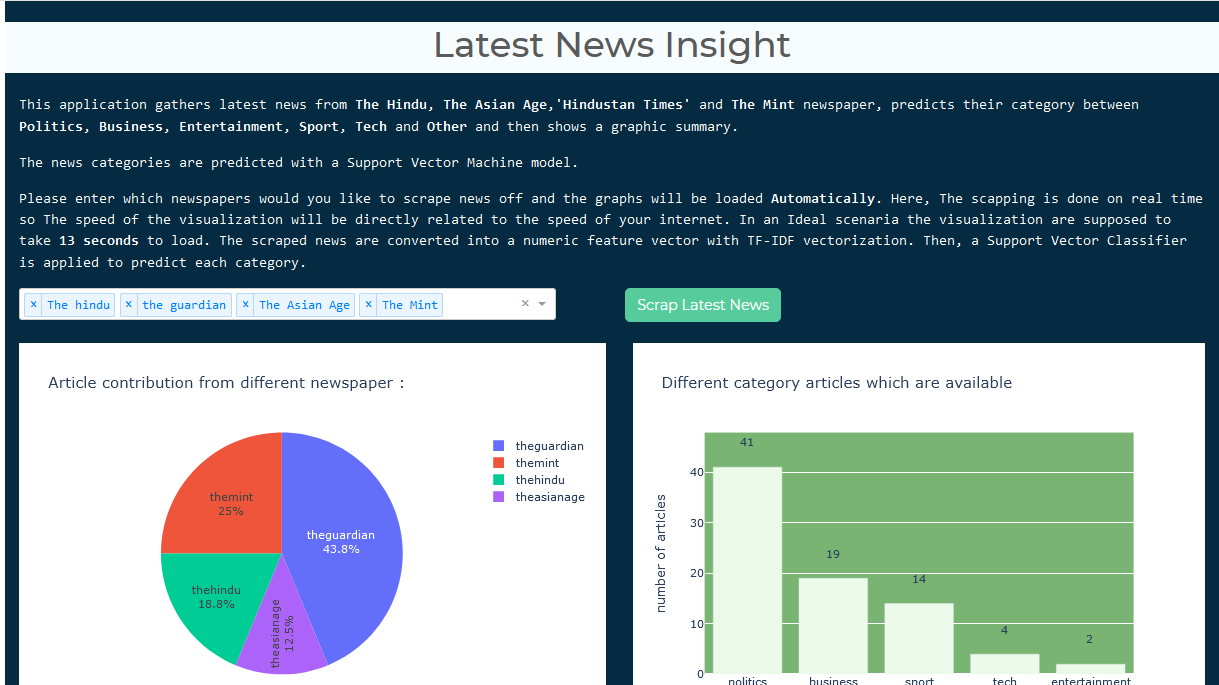 Latest News Insight
This application gathers latest news from The Hindu, The Asian Age,'Hindustan Times' and The Mint newspaper, predicts their category between
Politics, Business, Entertainment, Sport, Tech and Other and then shows a graphic summary.
The news categories are predicted with a Support Vector Machine model.
Please enter which newspapers would you like to scrape news off and the graphs will be loaded Automatically. Here, The scapping is done on real time
so The speed of the visualization will be directly related to the speed of your internet. In an Ideal scenaria the visualization are supposed to
take 13 seconds to load. The scraped news are converted into a numeric feature vector with TF-IDF vectorization. Then, a Support Vector Classifier
is applied to predict each category.
× The hindu × the guardian × The Asian Age × The Mint ×
Scrap Latest News
Article contribution from different newspaper :
theguardian
43.8%
themint
25%
thehindu
18.8%
theasianage
12.5%
theguardian
themint
thehindu
theasianage
Different category articles which are available
number of articles
40
30
20
10
0
41
19
14
4
2
politics business sport tech entertainment